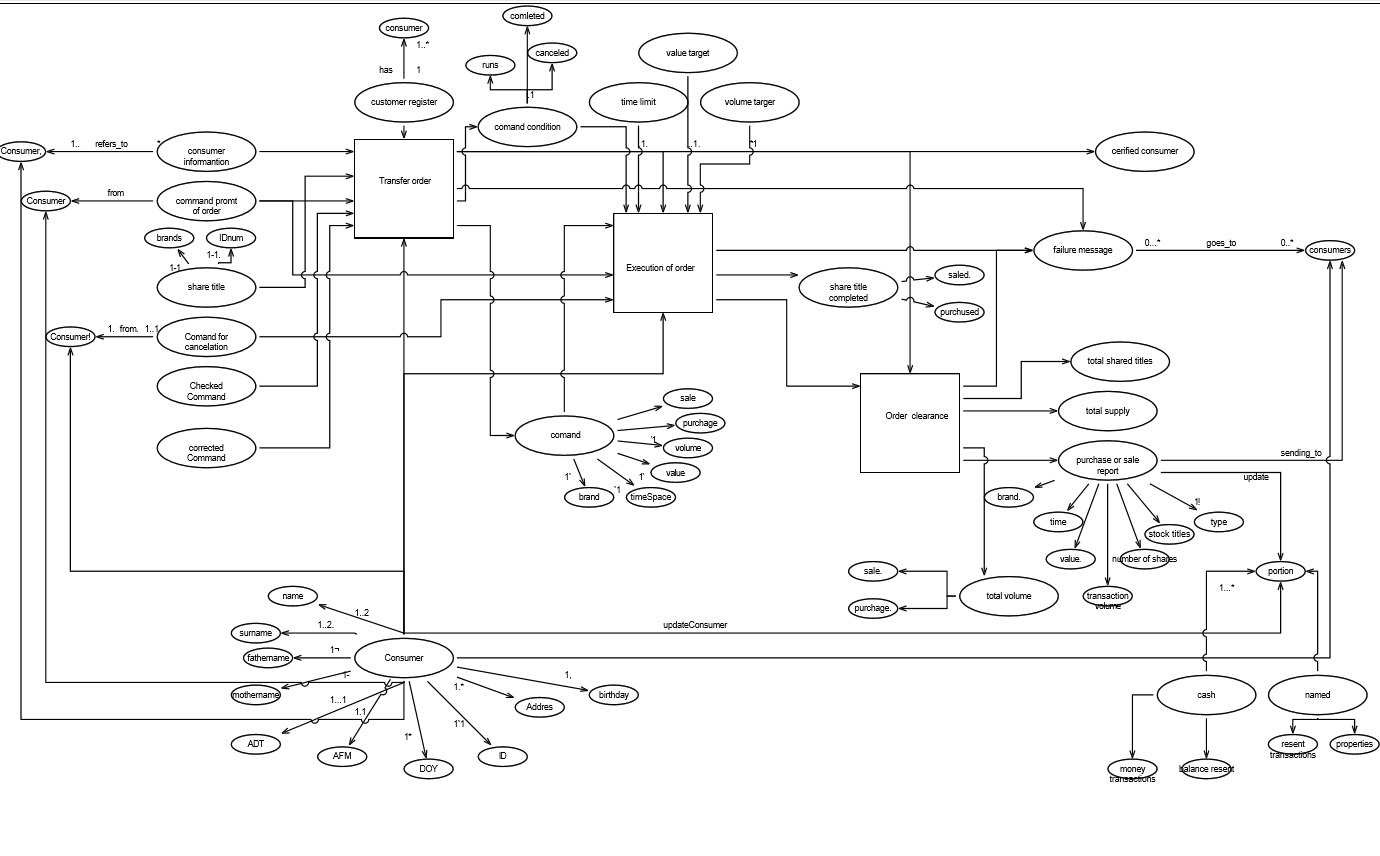 comleted
consumer
1..*
canceled
value target
runs
has
1
customer register
.1
time limit
volume targer
comand condition
1..
refers_to
*
Consumer,
consumer
informantion
.1.
..1.
*1
cerified consumer
Transfer order
from
Consumer
command promt
of order
brands
IDnum
1-1.
1-1.
share title
Execution of order
failure message
0...*
goes_to
0..*
consumers
share title
completed
saled.
purchused
1.
from.
1..1
Consumer!
Comand for
cancelation
total shared titles
Checked
Command
corrected
Command
sale
purchage
volume
value
`1
comand
1`
1'
`1
brand
timeSpace
Order clearance
total supply
purchase or sale
report
sending_to
update
brand.
time
value.
number of shares
stock titles
type
1!
transaction
volume
portion
1...*
sale.
purchage.
total volume
name
1..2
surname
1..2.
updateConsumer
fathername
1¬
Consumer
mothername
1-
1,
birthday
1.*
Addres
1...1
1.1
ADT
AFM
1*
DOY
1`1
ID
cash
named
money
transactions
balance resent
resent
transactions
properties